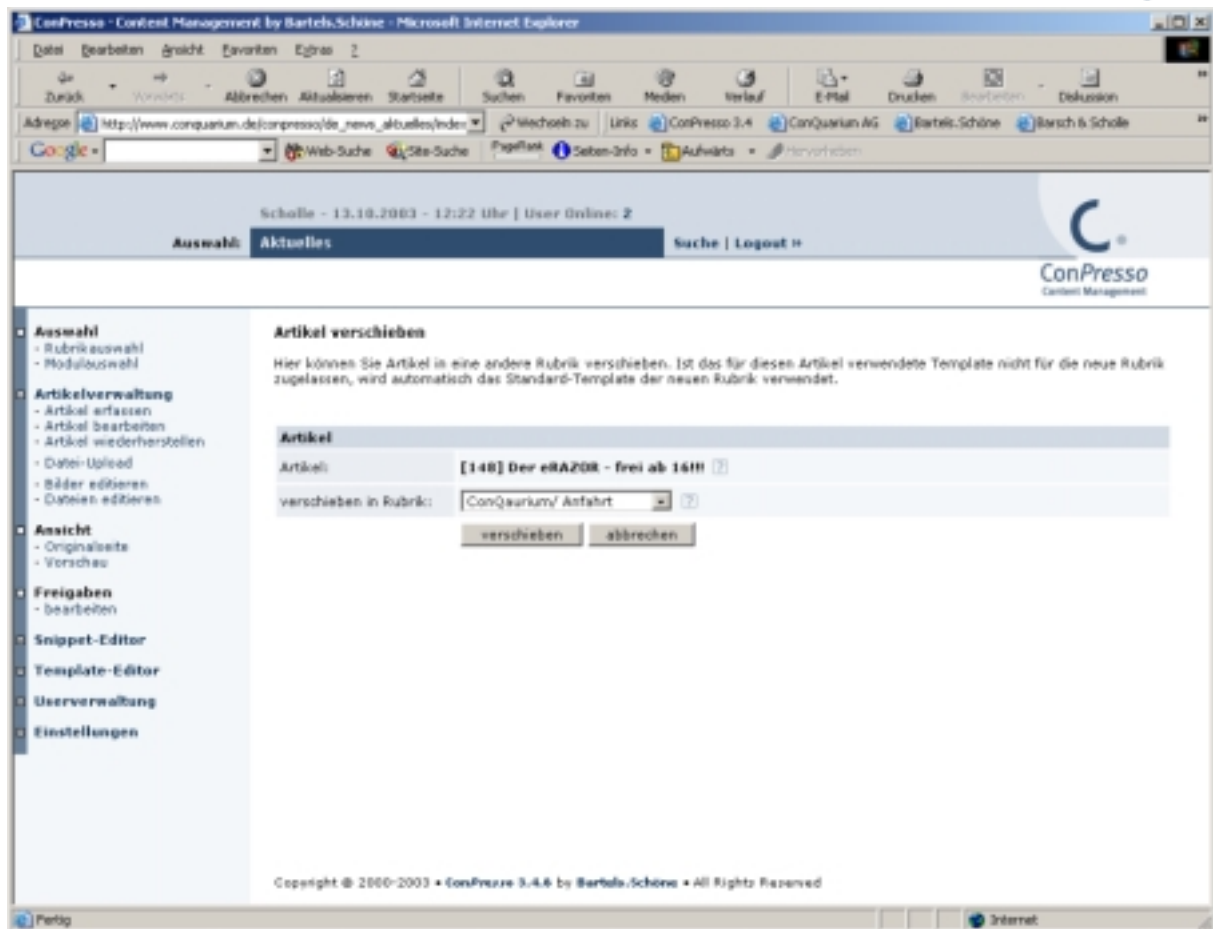 ConPresso - Content Management by Bartels.Schöne - Microsoft Internet Explorer
Datei Bearbeiten Ansicht Favoriten Extras ?
Zurück Vorwärts Abbrechen Aktualisieren Startseite Suchen Favoriten Medien Verlauf E-Mail Drucken Bearbeiten Diskussion
Adresse http://www.conquarium.de/conpresso/de_news_aktuelles/index Wechseln zu Links ConPresso 3.4 ConQuarium AG Bartels.Schöne Barsch & Scholle
Google Web-Suche Site-Suche PageRank Seiten-Info Aufwärts Hervorheben
Scholle - 13.10.2003 - 12:22 Uhr | User Online: 2
Auswahl: Aktuelles Suche | Logout »
C.
ConPresso
Content Management
Auswahl
- Rubrikauswahl
- Modulauswahl
Artikelverwaltung
- Artikel erfassen
- Artikel bearbeiten
- Artikel wiederherstellen
- Datei-Upload
- Bilder editieren
- Dateien editieren
Ansicht
- Originalseite
- Vorschau
Freigaben
- bearbeiten
Snippet-Editor
Template-Editor
Userverwaltung
Einstellungen
Artikel verschieben
Hier können Sie Artikel in eine andere Rubrik verschieben. Ist das für diesen Artikel verwendete Template nicht für die neue Rubrik
zugelassen, wird automatisch das Standard-Template der neuen Rubrik verwendet.
Artikel
Artikel: [148] Der eRAZOR - frei ab 16!!! ?
verschieben in Rubrik: ConQaurium/ Anfahrt ?
verschieben abbrechen
Copyright © 2000-2003 • ConPresso 3.4.6 by Bartels.Schöne • All Rights Reserved
Fertig Internet